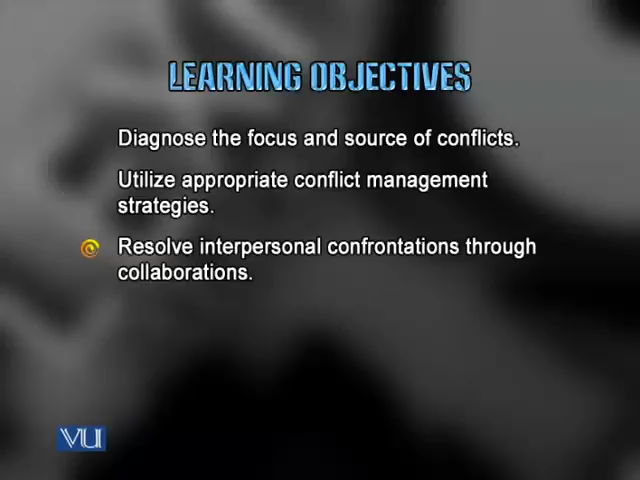 LEARNING OBJECTIVES
Diagnose the focus and source of conflicts.
Utilize appropriate conflict management
strategies.
Resolve interpersonal confrontations through
collaborations.
VU